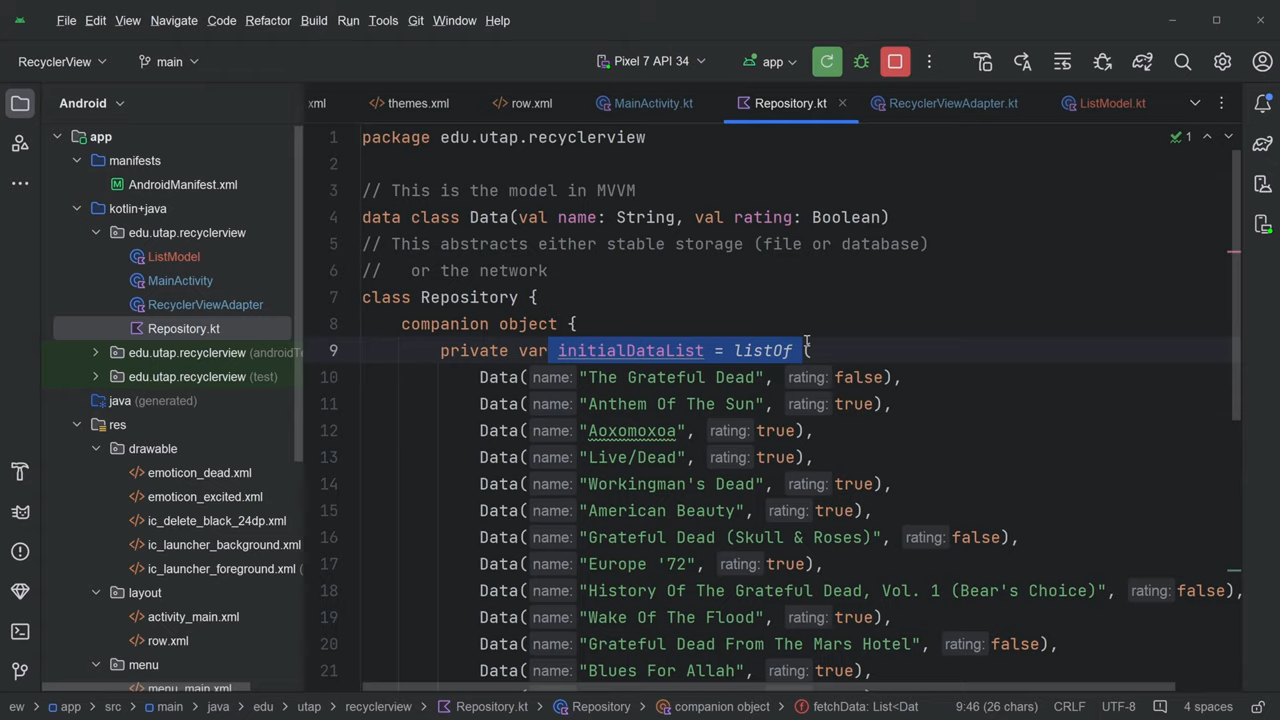 File Edit View Navigate Code Refactor Build Run Tools Git Window Help
RecyclerView main Pixel 7 API 34 app
Android
xml themes.xml row.xml MainActivity.kt Repository.kt RecyclerViewAdapter.kt ListModel.kt
app
manifests
AndroidManifest.xml
kotlin+java
edu.utap.recyclerview
ListModel
MainActivity
RecyclerViewAdapter
Repository.kt
edu.utap.recyclerview (androidTe
edu.utap.recyclerview (test)
java (generated)
res
drawable
emoticon_dead.xml
emoticon_excited.xml
ic_delete_black_24dp.xml
ic_launcher_background.xml
ic_launcher_foreground.xml (
layout
activity_main.xml
row.xml
menu
menu_main.xml
1 package edu.utap.recyclerview
1
2
3 // This is the model in MVVM
4 data class Data(val name: String, val rating: Boolean)
5 // This abstracts either stable storage (file or database)
6 // or the network
7 class Repository {
8 companion object {
9 private var initialDataList = listOf (
10 Data( name: "The Grateful Dead", rating: false),
11 Data( name: "Anthem Of The Sun", rating: true),
12 Data( name: "Aoxomoxoa", rating: true),
13 Data( name: "Live/Dead", rating: true),
14 Data( name: "Workingman's Dead", rating: true),
15 Data( name: "American Beauty", rating: true),
16 Data( name: "Grateful Dead (Skull & Roses)", rating: false),
17 Data( name: "Europe '72", rating: true),
18 Data( name: "History Of The Grateful Dead, Vol. 1 (Bear's Choice)", rating: false),
19 Data( name: "Wake Of The Flood", rating: true),
20 Data( name: "Grateful Dead From The Mars Hotel", rating: false),
21 Data( name: "Blues For Allah", rating: true),
ew app src main java edu utap recyclerview Repository.kt Repository companion object fetchData: List<Dat 9:46 (26 chars) CRLF UTF-8 4 spaces